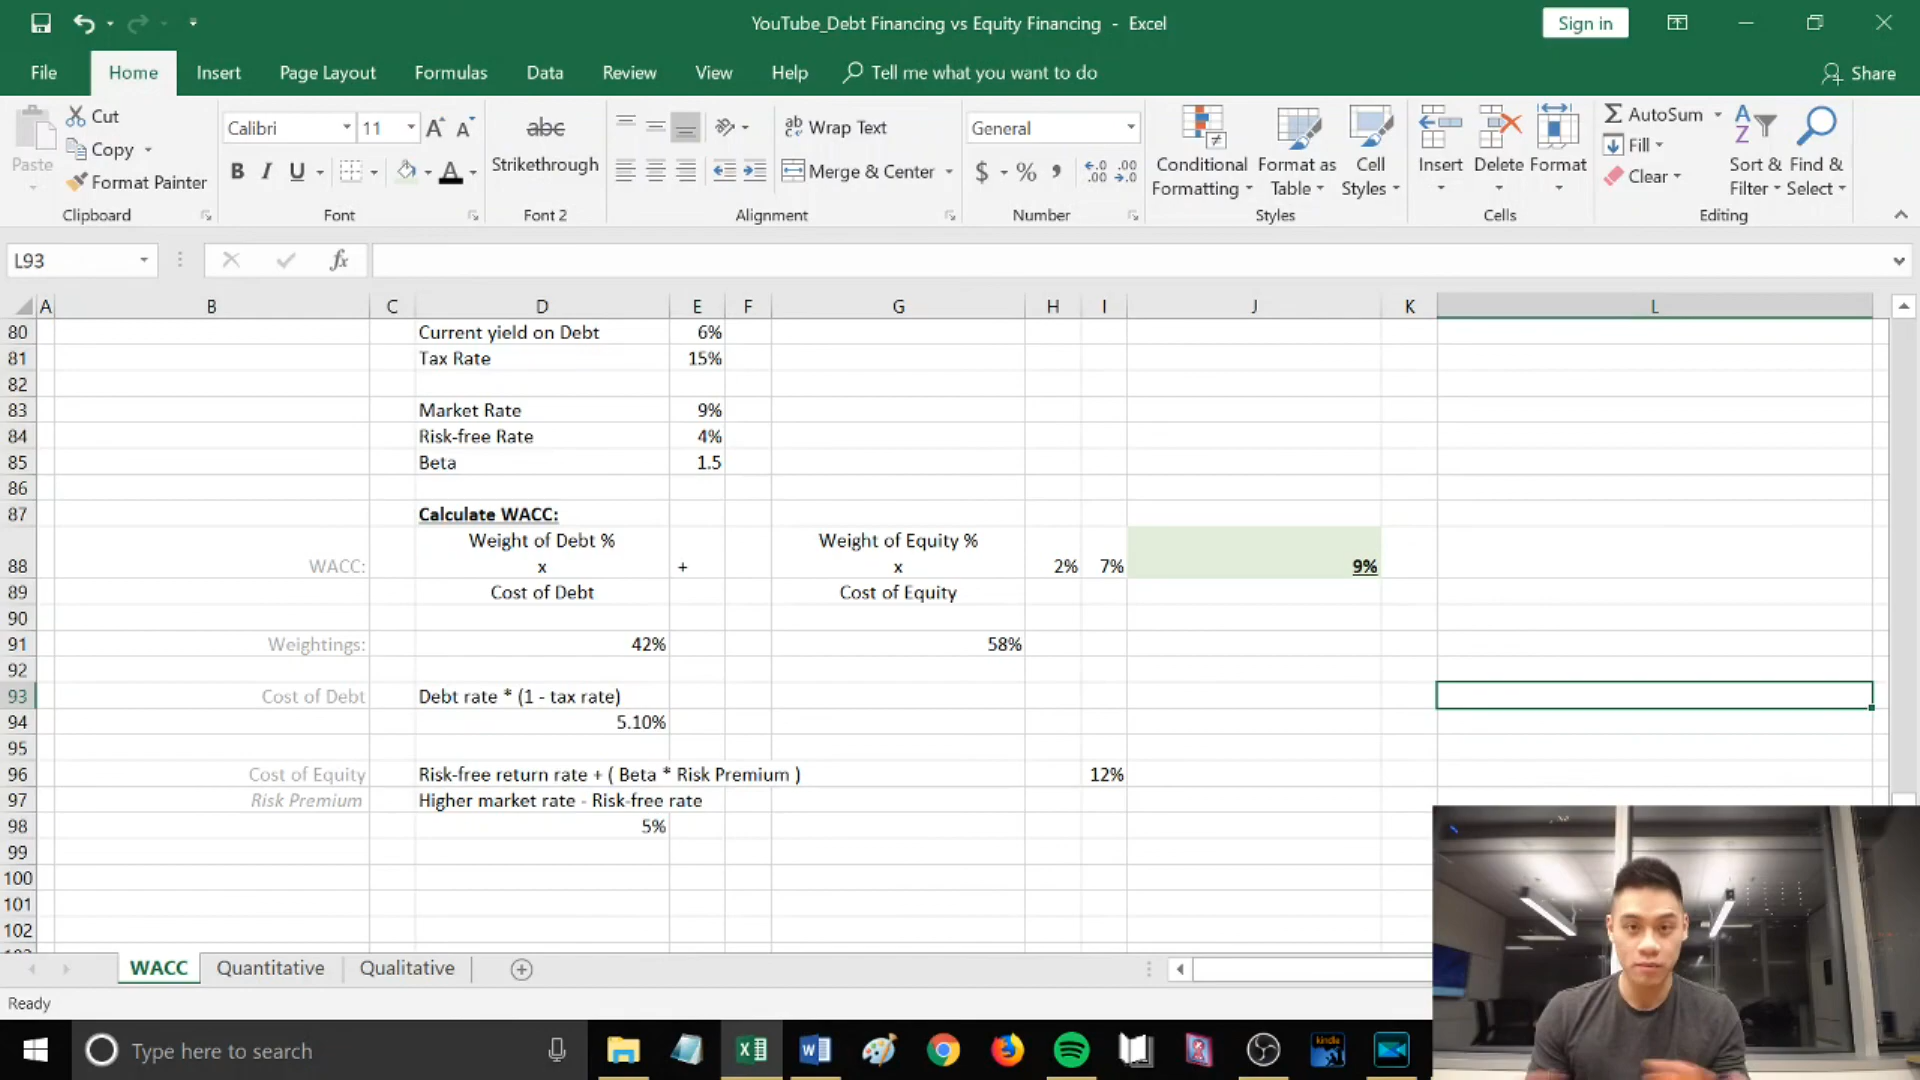 YouTube_Debt Financing vs Equity Financing - Excel
Sign in
File Home Insert Page Layout Formulas Data Review View Help Tell me what you want to do Share
Paste
Cut
Copy
Format Painter
Clipboard
Calibri 11
B I U
Font
abc
Strikethrough
Font 2
Wrap Text
Merge & Center
Alignment
General
$ % ,
Number
Conditional Formatting
Format as Table
Cell Styles
Styles
Insert Delete Format
Cells
AutoSum
Fill
Clear
Sort & Filter
Find & Select
Editing
L93
fx
A B C D E F G H I J K L
80 Current yield on Debt 6%
81 Tax Rate 15%
82
83 Market Rate 9%
84 Risk-free Rate 4%
85 Beta 1.5
86
87 Calculate WACC:
Weight of Debt % Weight of Equity %
88 WACC: x + x 2% 7% 9%
89 Cost of Debt Cost of Equity
90
91 Weightings: 42% 58%
92
93 Cost of Debt Debt rate * (1 - tax rate)
94 5.10%
95
96 Cost of Equity Risk-free return rate + ( Beta * Risk Premium ) 12%
97 Risk Premium Higher market rate - Risk-free rate
98 5%
99
100
101
102
WACC Quantitative Qualitative
Ready
Type here to search
kindle